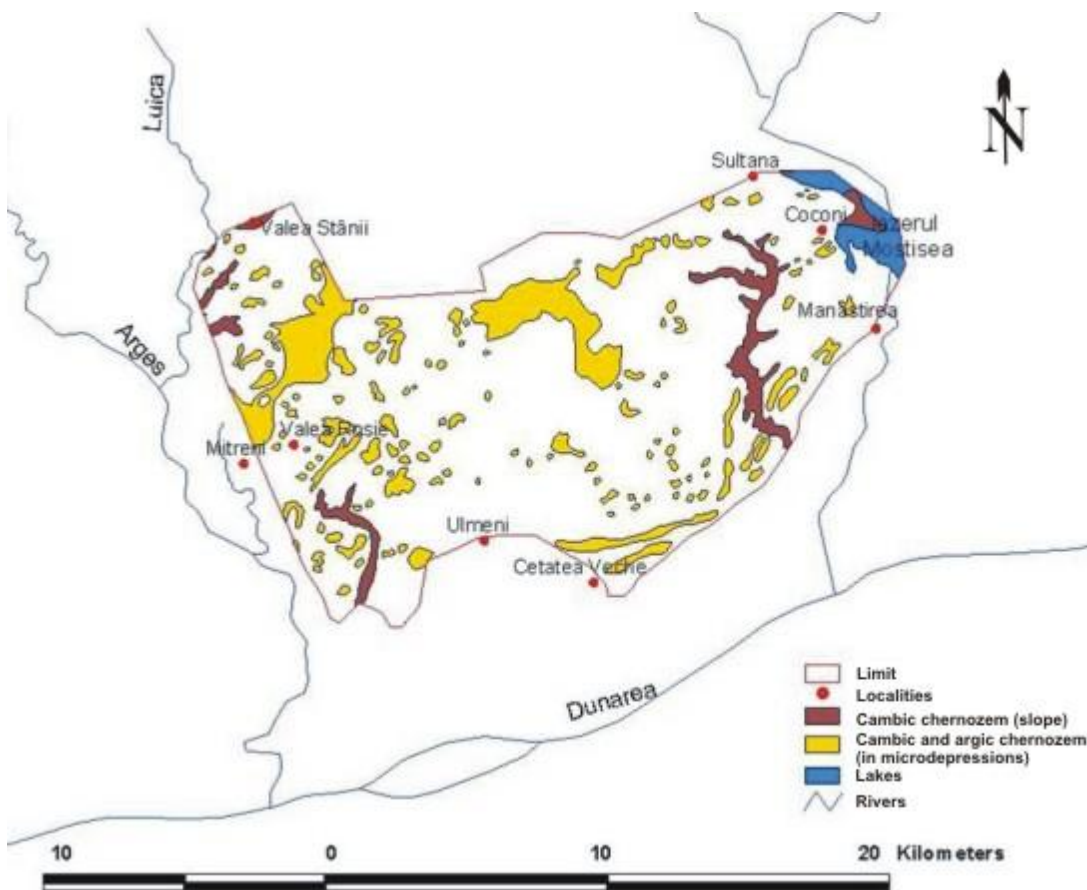 Luica
N
Sultana
Coconi
Iezerul
Mostisea
Valea Stânii
Manastirea
Arges
Valea Rosie
Mitreni
Ulmeni
Cetatea Veche
Dunarea
Limit
Localities
Cambic chernozem (slope)
Cambic and argic chernozem
(in microdepressions)
Lakes
Rivers
10 0 10 20 Kilometers